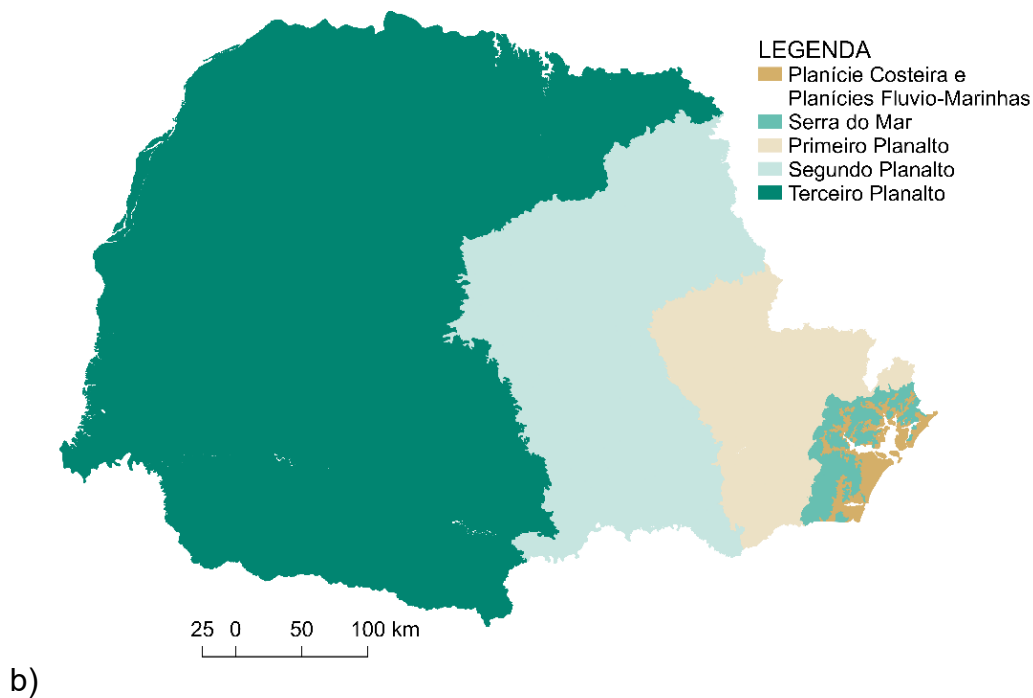 LEGENDA
Planície Costeira e
Planícies Fluvio-Marinhas
Serra do Mar
Primeiro Planalto
Segundo Planalto
Terceiro Planalto
25 0 50 100 km
b)